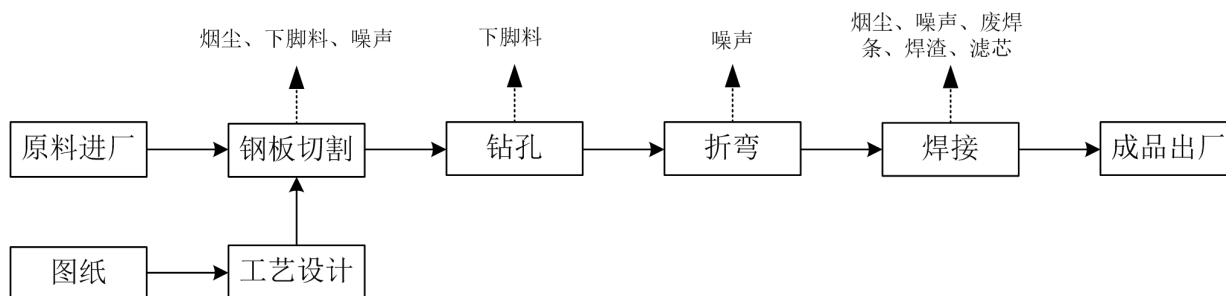 烟尘、下脚料、噪声
下脚料
噪声
烟尘、噪声、废焊
条、焊渣、滤芯
原料进厂
钢板切割
钻孔
折弯
焊接
成品出厂
图纸
工艺设计